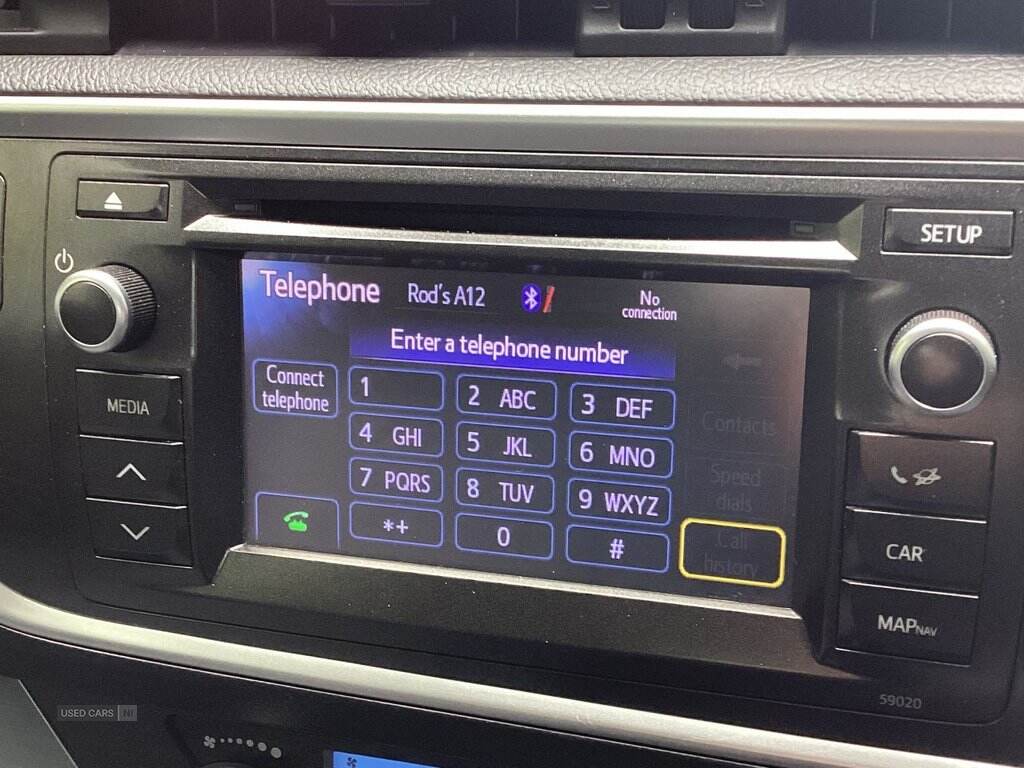 SETUP
Telephone Rod's A12 No
connection
Enter a telephone number
Connect
telephone
1
2 ABC
3 DEF
4 GHI
5 JKL
6 MNO
7 PQRS
8 TUV
9 WXYZ
*+
0
#
Contacts
Speed
dials
Call
history
MEDIA
CAR
MAPNAV
59020
USED CARS NI